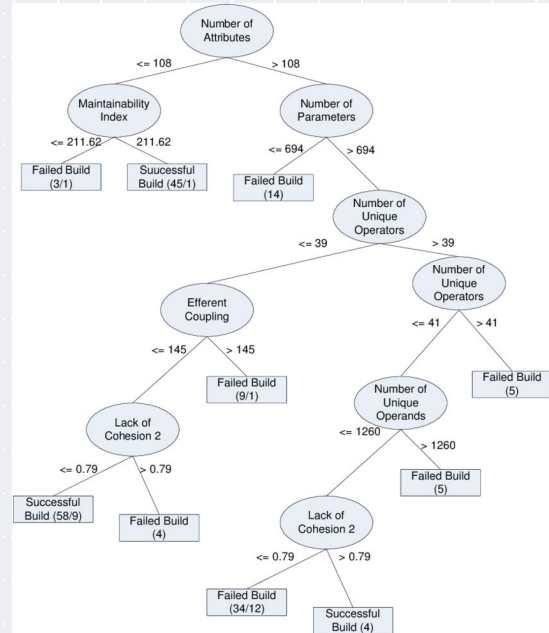 Number of
Attributes
<= 108
> 108
Maintainability
Index
Number of
Parameters
<= 211.62
211.62
<= 694
> 694
Failed Build
(3/1)
Suucessful
Build (45/1)
Failed Build
(14)
Number of
Unique
Operators
<= 39
> 39
Number of
Unique
Operators
Efferent
Coupling
<= 41
> 41
<= 145
> 145
Failed Build
(5)
Failed Build
(9/1)
Number of
Unique
Operands
Lack of
Cohesion 2
<= 1260
> 1260
<= 0.79
> 0.79
Failed Build
(5)
Successful
Build (58/9)
Failed Build
(4)
Lack of
Cohesion 2
<= 0.79
> 0.79
Failed Build
(34/12)
Successful
Build (4)